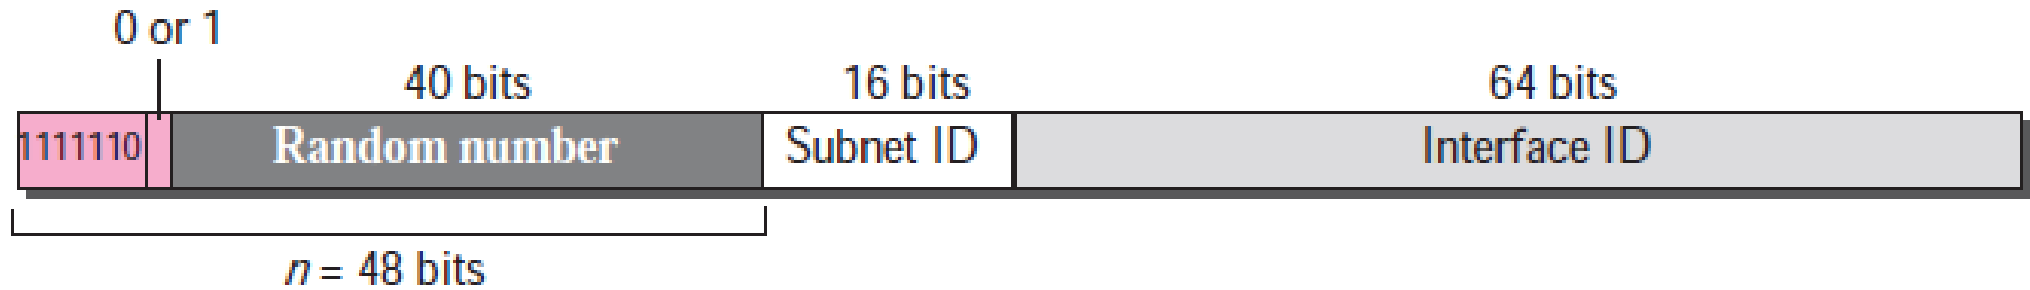 0 or 1
40 bits 16 bits 64 bits
1111110 Random number Subnet ID Interface ID
n = 48 bits